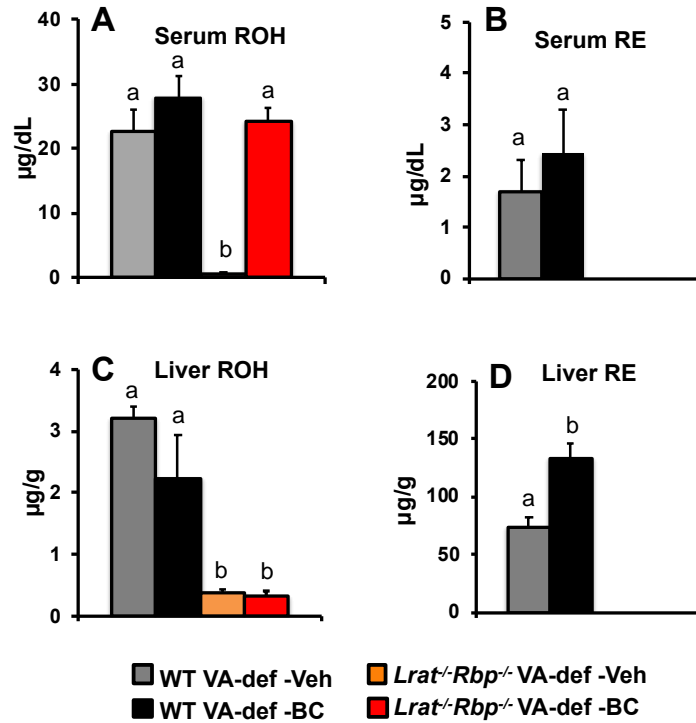 A
Serum ROH
µg/dL
40
30
20
10
0
a
a
b
a
B
Serum RE
µg/dL
5
4
3
2
1
0
a
a
C
Liver ROH
µg/g
4
3
2
1
0
a
a
b
b
D
Liver RE
µg/g
200
150
100
50
0
a
b
WT VA-def -Veh
Lrat-/-Rbp-/- VA-def -Veh
WT VA-def -BC
Lrat-/-Rbp-/- VA-def -BC